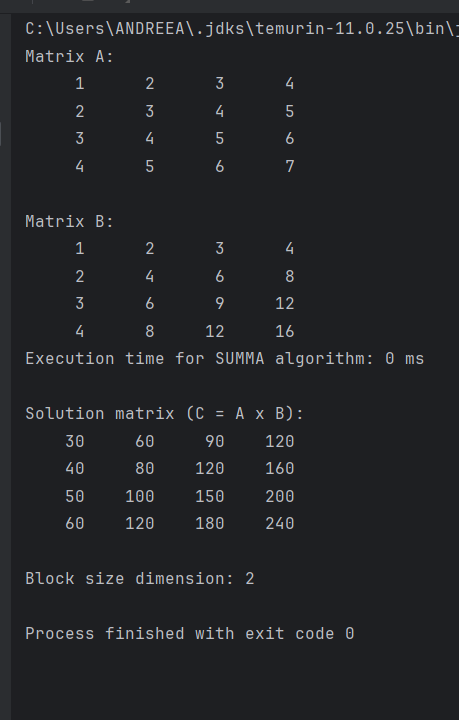 C:\Users\ANDREEA\.jdks\temurin-11.0.25\bin\
Matrix A:
1 2 3 4
2 3 4 5
3 4 5 6
4 5 6 7
Matrix B:
1 2 3 4
2 4 6 8
3 6 9 12
4 8 12 16
Execution time for SUMMA algorithm: 0 ms
Solution matrix (C = A x B):
30 60 90 120
40 80 120 160
50 100 150 200
60 120 180 240
Block size dimension: 2
Process finished with exit code 0